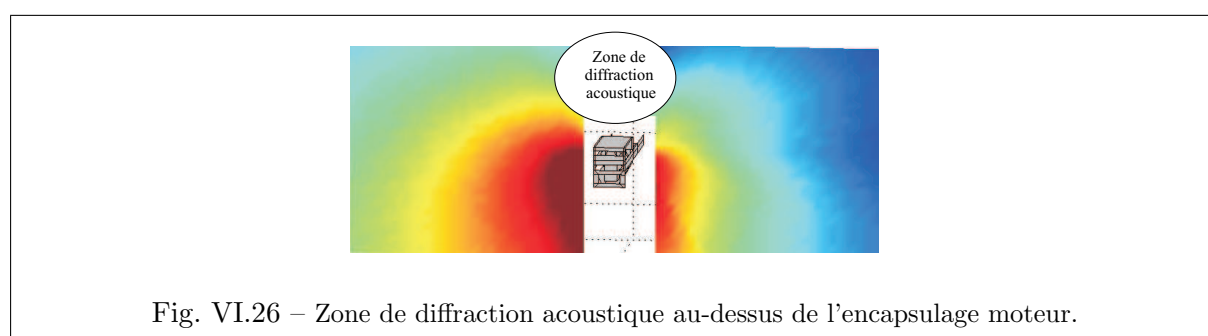 Zone de
diffraction
acoustique
Fig. VI.26 – Zone de diffraction acoustique au-dessus de l'encapsulage moteur.